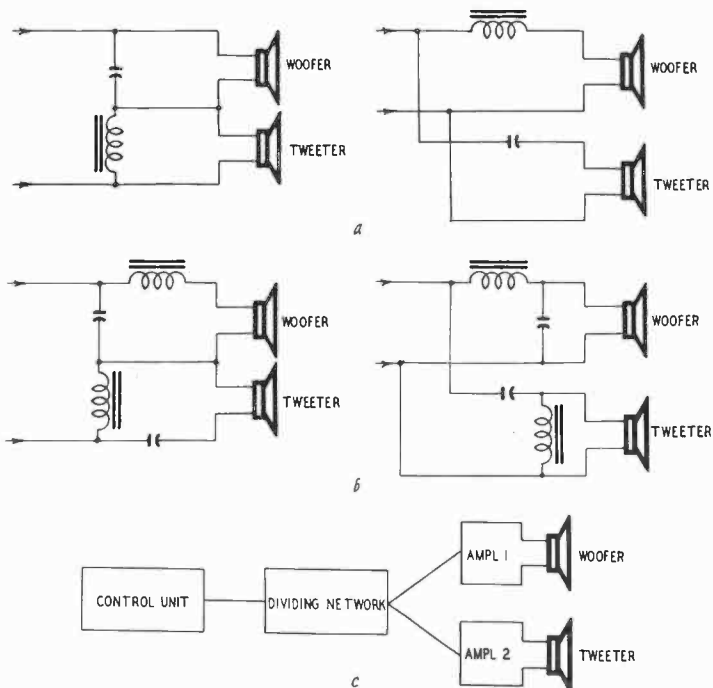 WOOFER
WOOFER
TWEETER
TWEETER
a
WOOFER
WOOFER
TWEETER
TWEETER
b
AMPL 1
WOOFER
CONTROL UNIT
DIVIDING NETWORK
AMPL 2
TWEETER
c